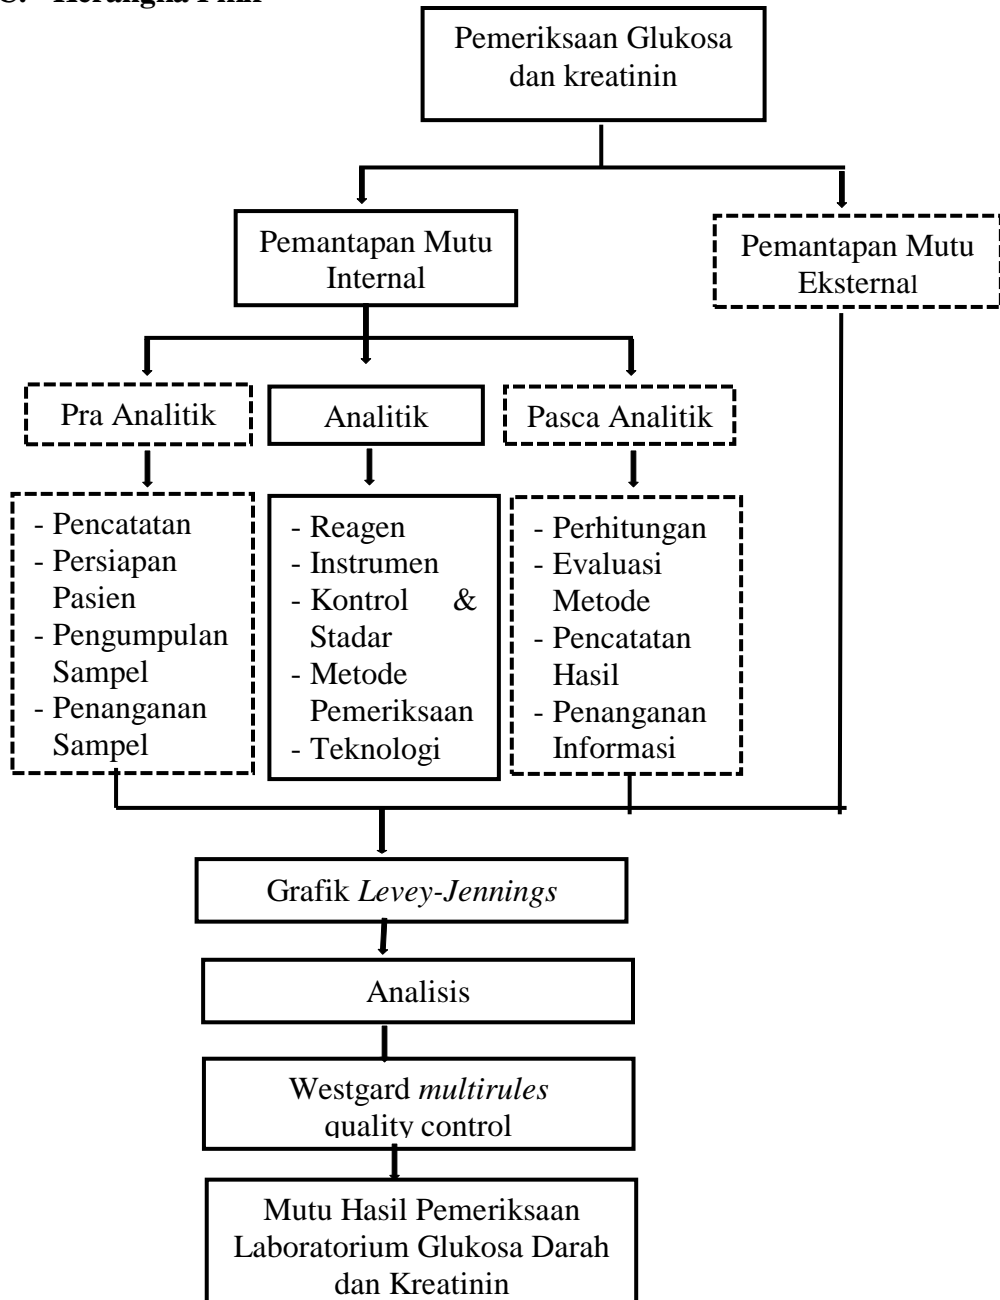 Pemeriksaan Glukosa
dan kreatinin
Pemantapan Mutu
Internal
Pemantapan Mutu
Eksternal
Pra Analitik
Analitik
Pasca Analitik
- Pencatatan
- Persiapan
Pasien
- Pengumpulan
Sampel
- Penanganan
Sampel
- Reagen
- Instrumen
- Kontrol &
Stadar
- Metode
Pemeriksaan
- Teknologi
- Perhitungan
- Evaluasi
Metode
- Pencatatan
Hasil
- Penanganan
Informasi
Grafik Levey-Jennings
Analisis
Westgard multirules
quality control
Mutu Hasil Pemeriksaan
Laboratorium Glukosa Darah
dan Kreatinin